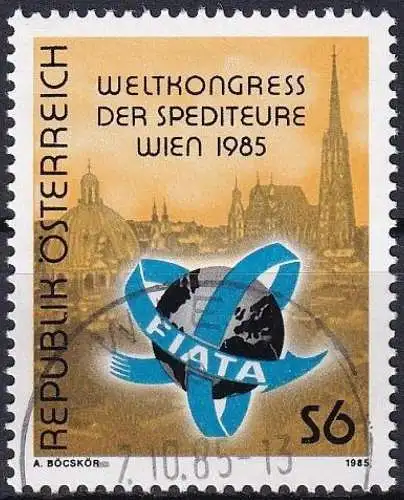 WELTKONGRESS
DER SPEDITEURE
WIEN 1985
REPUBLIK ÖSTERREICH
FIATA
S6
A. BÖCSKÖR
1985
7.10.85-13